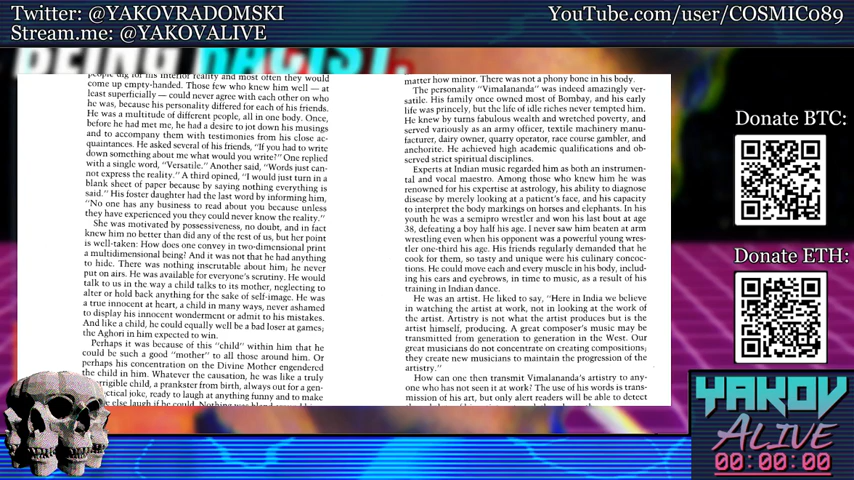 Twitter: @YAKOVRADOMSKI
Stream.me: @YAKOVALIVE
YouTube.com/user/COSMIC089
BEING RACIST.
people dig for his interior reality and most often they would
come up empty-handed. Those few who knew him well — at
least superficially — could never agree with each other on who
he was, because his personality differed for each of his friends.
He was a multitude of different people, all in one body. Once,
before he had met me, he had a desire to jot down his musings
and to accompany them with testimonies from his close ac-
quaintances. He asked several of his friends, "If you had to write
down something about me what would you write?" One replied
with a single word, "Versatile." Another said, "Words just can-
not express the reality." A third opined, "I would just turn in a
blank sheet of paper because by saying nothing everything is
said." His foster daughter had the last word by informing him,
"No one has any business to read about you because unless
they have experienced you they could never know the reality."
She was motivated by possessiveness, no doubt, and in fact
knew him no better than did any of the rest of us, but her point
is well-taken: How does one convey in two-dimensional print
a multidimensional being? And it was not that he had anything
to hide. There was nothing inscrutable about him; he never
put on airs. He was available for everyone's scrutiny. He would
talk to us in the way a child talks to its mother, neglecting to
alter or hold back anything for the sake of self-image. He was
a true innocent at heart, a child in many ways, never ashamed
to display his innocent wonderment or admit to his mistakes.
And like a child, he could equally well be a bad loser at games;
the Aghori in him expected to win.
Perhaps it was because of this "child" within him that he
could be such a good "mother" to all those around him. Or
perhaps his concentration on the Divine Mother engendered
the child in him. Whatever the causation, he was like a truly
errigible child, a prankster from birth, always out for a gen-
ctical joke, ready to laugh at anything funny and to make
else laugh if he could. Nothing was
matter how minor. There was not a phony bone in his body.
The personality "Vimalananda" was indeed amazingly ver-
satile. His family once owned most of Bombay, and his early
life was princely, but the life of idle riches never tempted him.
He knew by turns fabulous wealth and wretched poverty, and
served variously as an army officer, textile machinery manu-
facturer, dairy owner, quarry operator, race course gambler, and
anchorite. He achieved high academic qualifications and ob-
served strict spiritual disciplines.
Experts at Indian music regarded him as both an instrumen-
tal and vocal maestro. Among those who knew him he was
renowned for his expertise at astrology, his ability to diagnose
disease by merely looking at a patient's face, and his capacity
to interpret the body markings on horses and elephants. In his
youth he was a semipro wrestler and won his last bout at age
38, defeating a boy half his age. I never saw him beaten at arm
wrestling even when his opponent was a powerful young wres-
tler one-third his age. His friends regularly demanded that he
cook for them, so tasty and unique were his culinary concoc-
tions. He could move each and every muscle in his body, includ-
ing his ears and eyebrows, in time to music, as a result of his
training in Indian dance.
He was an artist. He liked to say, "Here in India we believe
in watching the artist at work, not in looking at the work of
the artist. Artistry is not what the artist produces but is the
artist himself, producing. A great composer's music may be
transmitted from generation to generation in the West. Our
great musicians do not concentrate on creating compositions;
they create new musicians to maintain the progression of the
artistry."
How can one then transmit Vimalananda's artistry to any-
one who has not seen it at work? The use of his words is trans-
mission of his art, but only alert readers will be able to detect
Donate BTC:
Donate ETH:
YAKOV
ALIVE
00:00:00